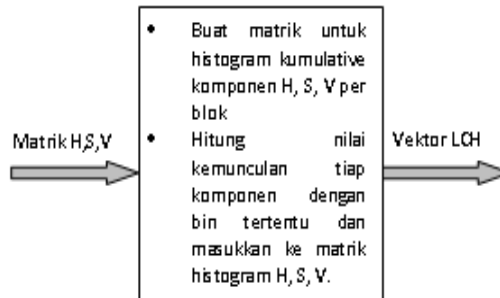 Matrik H,S,V
• Buat matrik untuk
histogram kumulative
komponen H, S, V per
blok
• Hitung nilai
kemunculan tiap
komponen dengan
bin tertentu dan
masukkan ke matrik
histogram H, S, V.
Vektor LCH